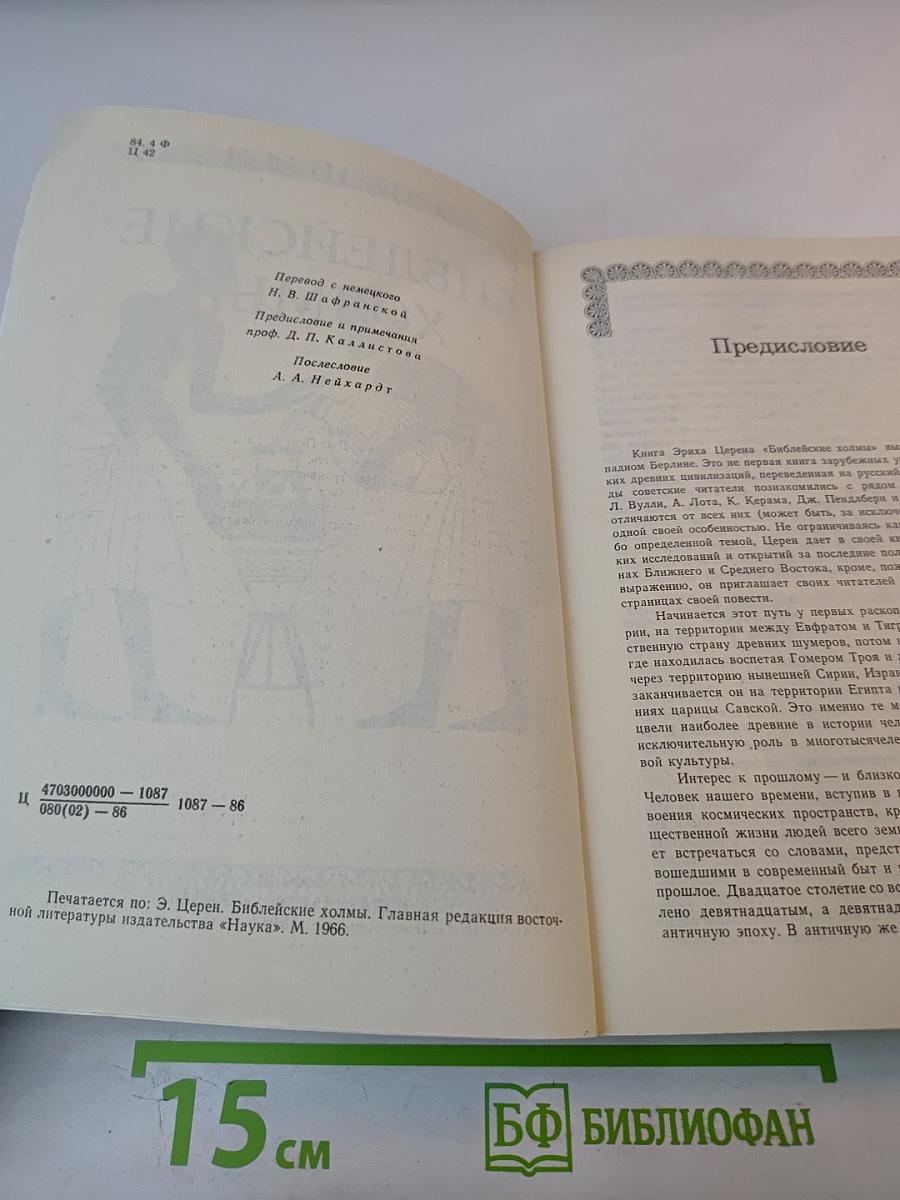 84. 4 Ф
Ц 42
Перевод с немецкого
Н. В. Шафранской
Предисловие и примечания
проф. Д. П. Каллистова
Послесловие
А. А. Нейхардт
Ц 4703000000 — 1087
080(02) — 86
1087 — 86
Печатается по: Э. Церен. Библейские холмы. Главная редакция восточ-
ной литературы издательства «Наука». М. 1966.
Предисловие
Книга Эриха Церена «Библейские холмы»
падном Берлине. Это не первая книга зарубежных
ких древних цивилизаций, переведенная на русский
ды советские читатели познакомились с рядом
Л. Вулли, А. Лота, К. Керама, Дж. Пендлбери и
отличаются от всех них (может быть, за исключе
одной своей особенностью. Не ограничиваясь
бо определенной темой, Церен дает в своей
ких исследований и открытий за последние пол
нах Ближнего и Среднего Востока, кроме, пож
выражению, он приглашает своих читателей
страницах своей повести.
Начинается этот путь у первых раскоп
рии, на территории между Евфратом и Тигр
ственную страну древних шумеров, потом
где находилась воспетая Гомером Троя и
через территорию нынешней Сирии, Израи
заканчивается он на территории Египта
ниях царицы Савской. Это именно те
цвели наиболее древние в истории чел
исключительную роль в многотысячеле
вой культуры.
Интерес к прошлому — и близко
Человек нашего времени, вступив в
воения космических пространств, кр
щественной жизни людей всего зем
ет встречаться со словами, предст
вошедшими в современный быт и
прошлое. Двадцатое столетие со вс
лено девятнадцатым, а девятнад
античную эпоху. В античную же
15 см
БФ БИБЛИОФАН